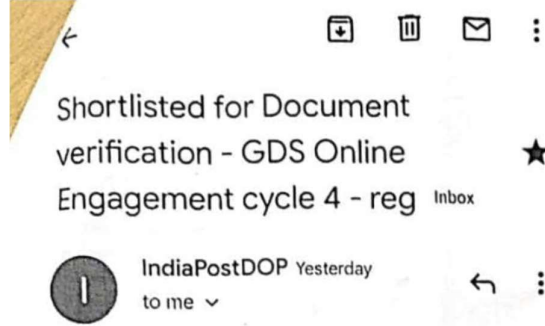 Shortlisted for Document
verification - GDS Online
Engagement cycle 4 - reg Inbox
I
IndiaPostDOP Yesterday
to me